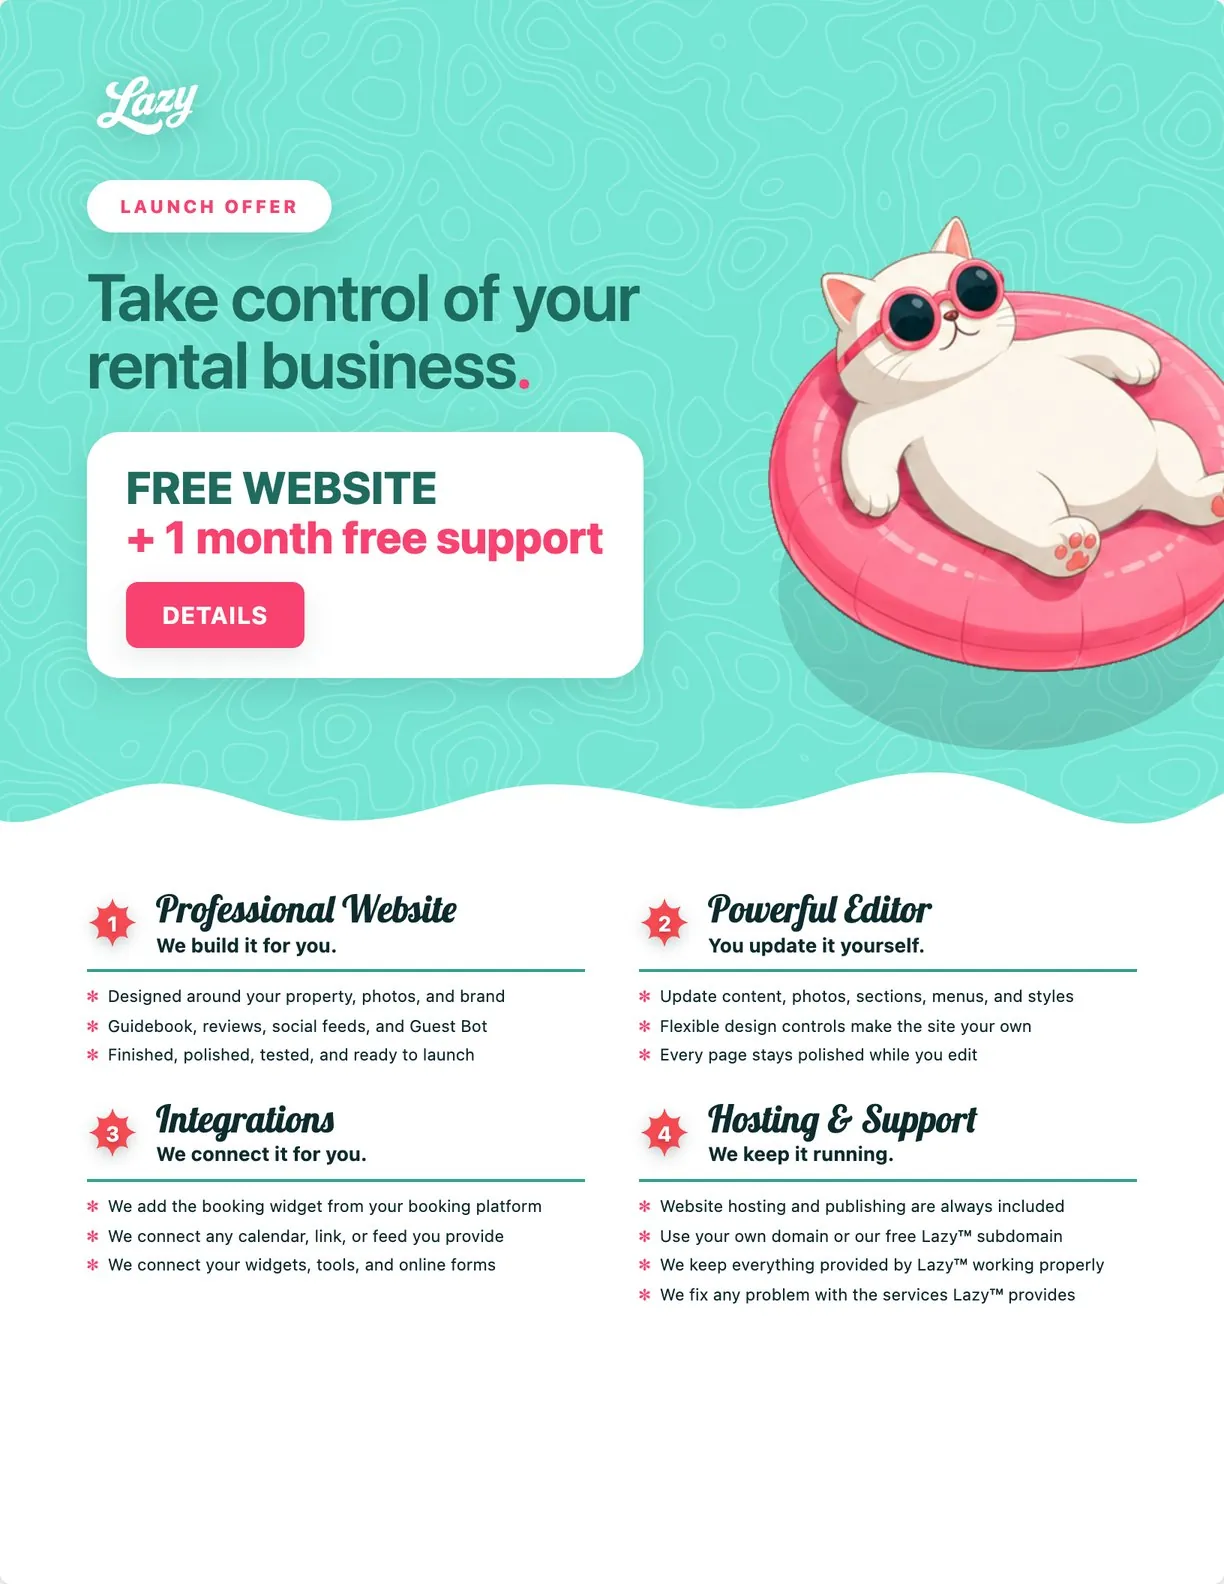 Lazy
LAUNCH OFFER
Take control of your
rental business.
FREE WEBSITE
+ 1 month free support
DETAILS
1
Professional Website
We build it for you.
✻ Designed around your property, photos, and brand
✻ Guidebook, reviews, social feeds, and Guest Bot
✻ Finished, polished, tested, and ready to launch
2
Powerful Editor
You update it yourself.
✻ Update content, photos, sections, menus, and styles
✻ Flexible design controls make the site your own
✻ Every page stays polished while you edit
3
Integrations
We connect it for you.
✻ We add the booking widget from your booking platform
✻ We connect any calendar, link, or feed you provide
✻ We connect your widgets, tools, and online forms
4
Hosting & Support
We keep it running.
✻ Website hosting and publishing are always included
✻ Use your own domain or our free Lazy™ subdomain
✻ We keep everything provided by Lazy™ working properly
✻ We fix any problem with the services Lazy™ provides